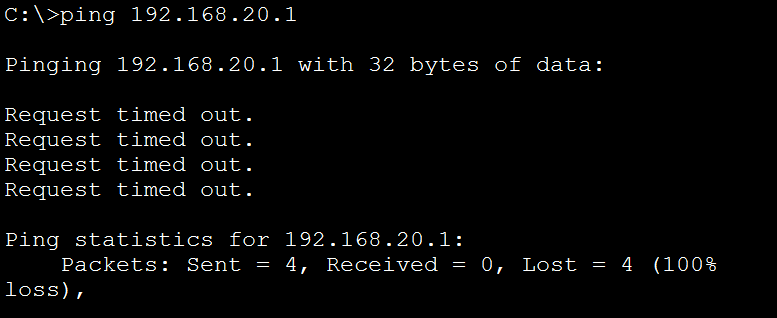 C:\>ping 192.168.20.1
Pinging 192.168.20.1 with 32 bytes of data:
Request timed out.
Request timed out.
Request timed out.
Request timed out.
Ping statistics for 192.168.20.1:
Packets: Sent = 4, Received = 0, Lost = 4 (100%
loss),